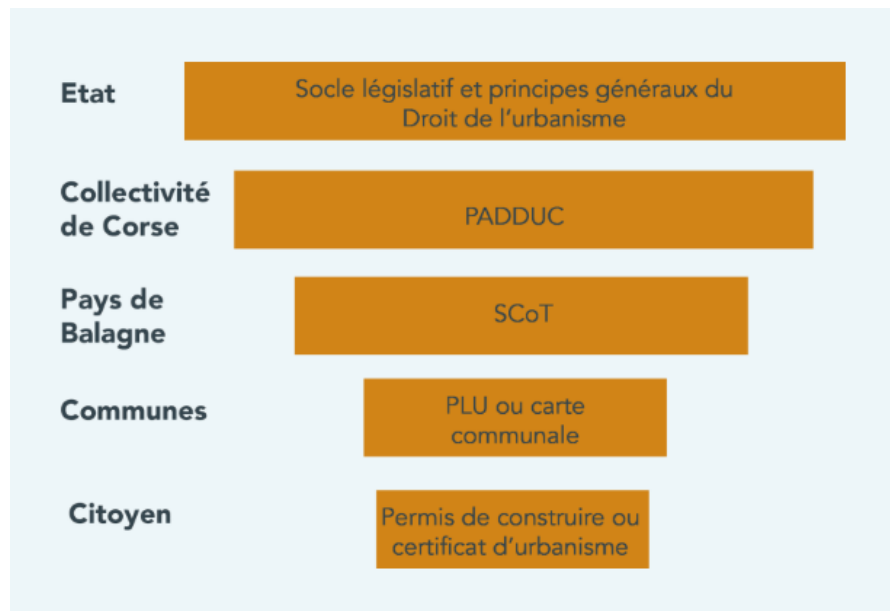 Etat
Socle législatif et principes généraux du
Droit de l'urbanisme
Collectivité
de Corse
PADDUC
Pays de
Balagne
SCoT
Communes
PLU ou carte
communale
Citoyen
Permis de construire ou
certificat d'urbanisme